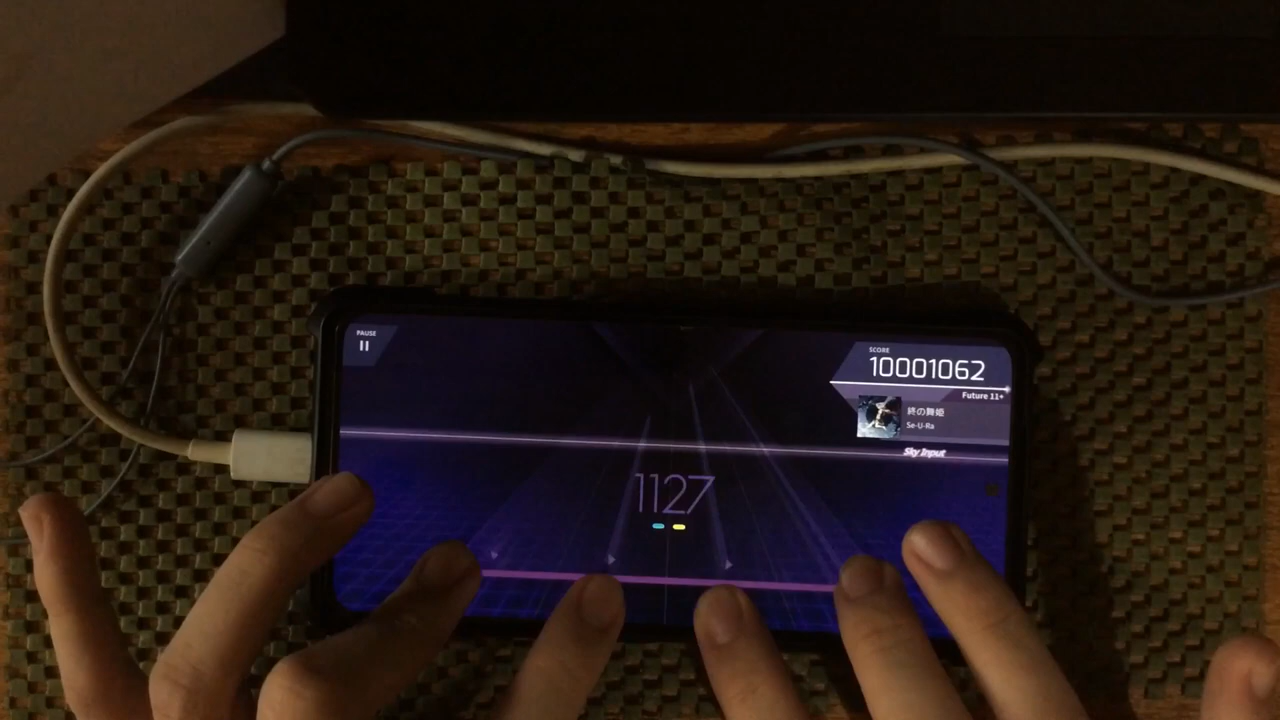 PAUSE
SCORE
10001062
Future 11+
終の舞姫
Se-U-Ra
Sky Input
1127